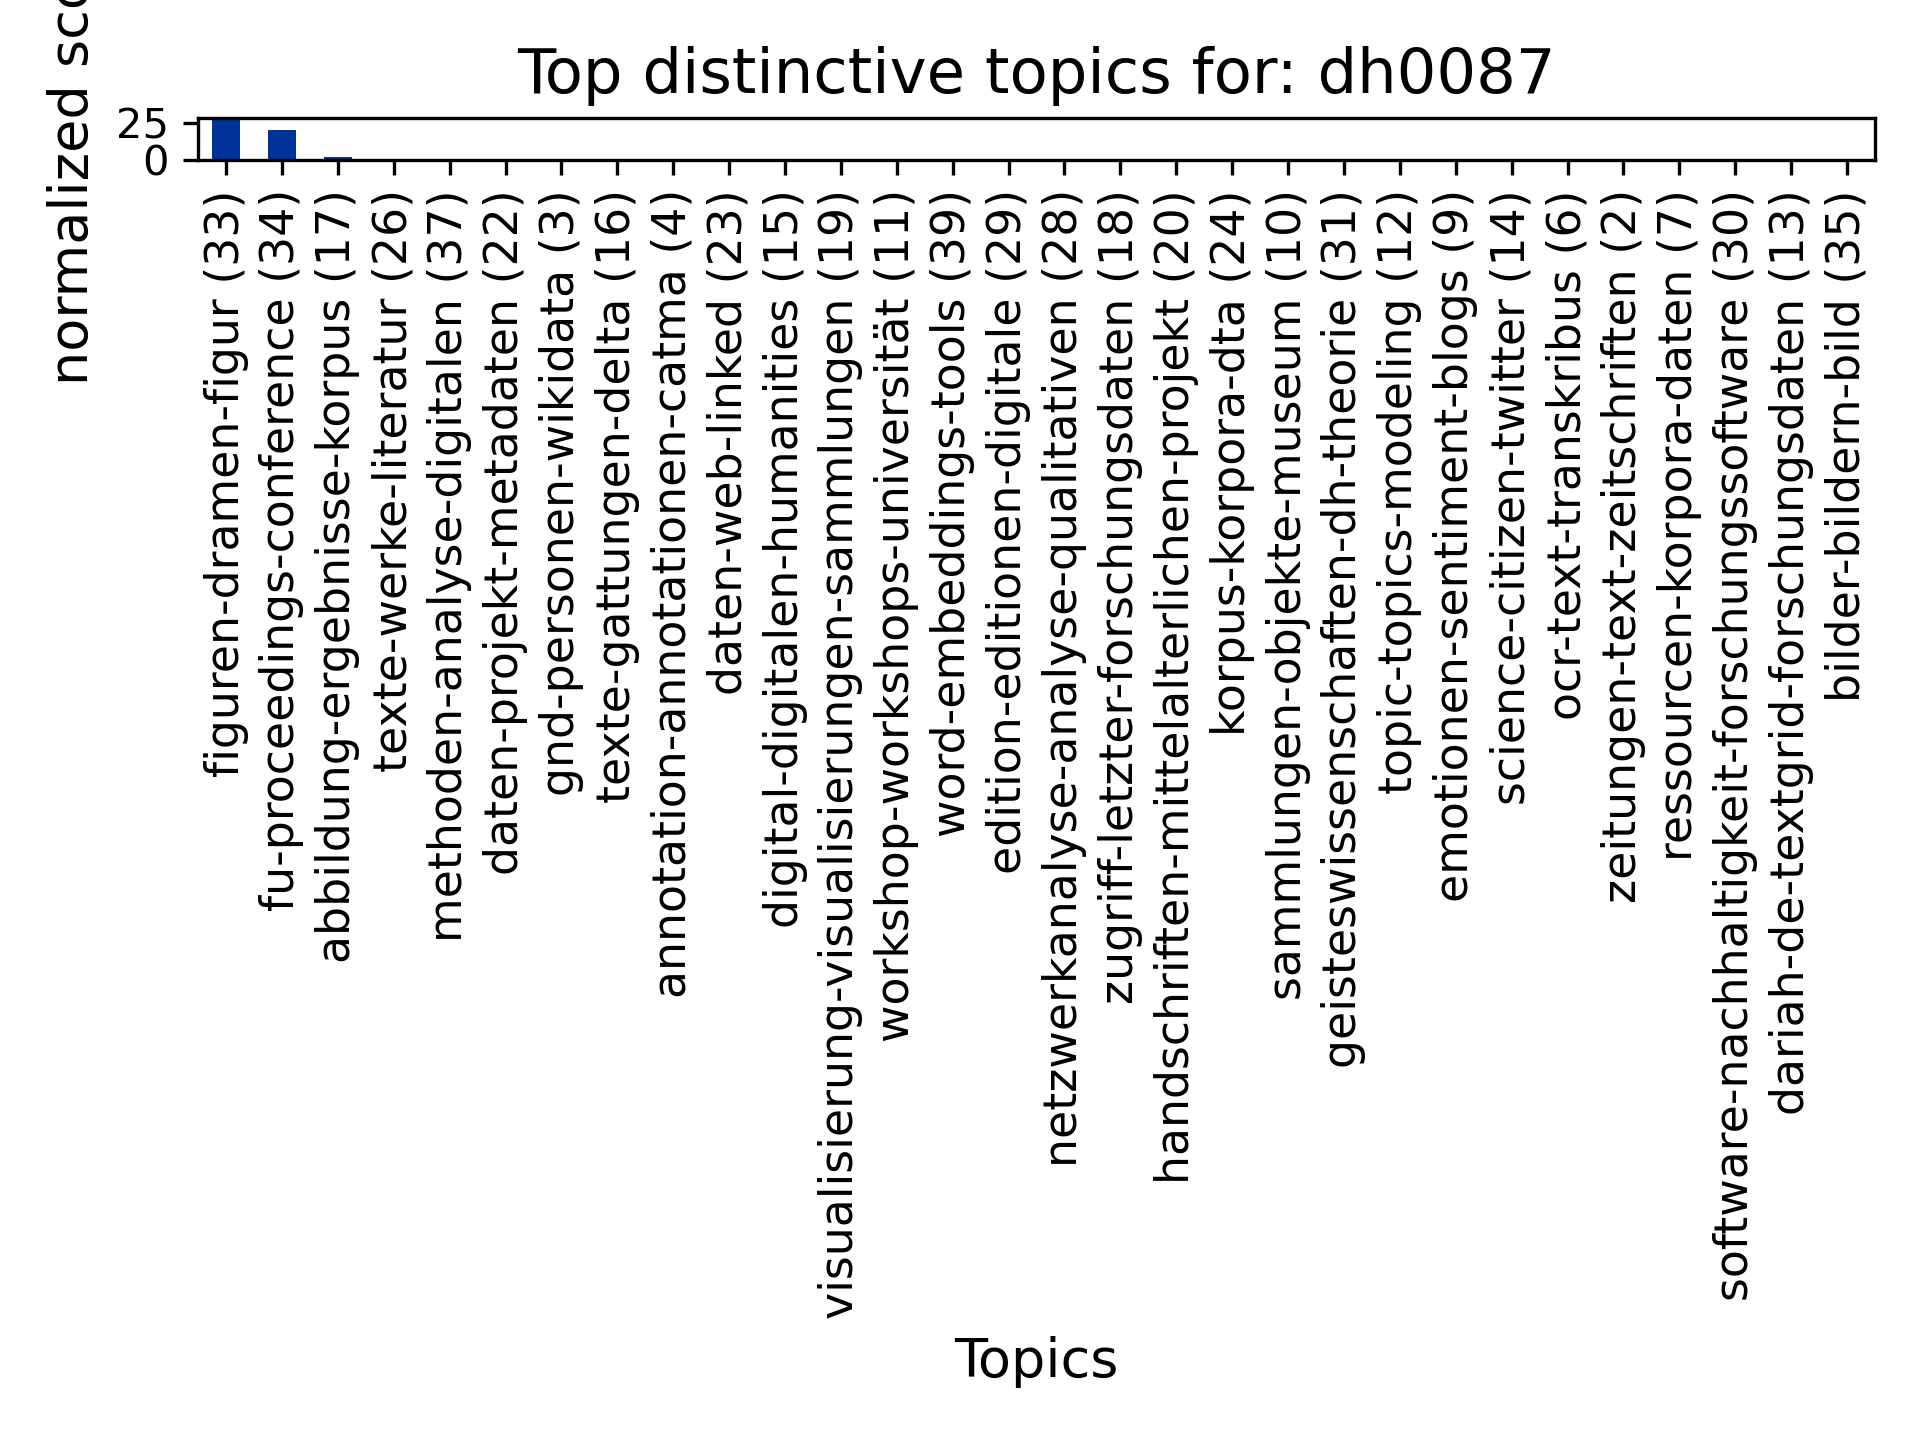 Top distinctive topics for: dh0087
normalized
25
0
figuren-dramen-figur (33)
fu-proceedings-conference (34)
abbildung-ergebnisse-korpus (17)
texte-werke-literatur (26)
methoden-analyse-digitalen (37)
daten-projekt-metadaten (22)
gnd-personen-wikidata (3)
texte-gattungen-delta (16)
annotation-annotationen-catma (4)
daten-web-linked (23)
digital-digitalen-humanities (15)
visualisierung-visualisierungen-sammlungen (19)
workshop-workshops-universität (11)
word-embeddings-tools (39)
edition-editionen-digitale (29)
netzwerkanalyse-analyse-qualitativen (28)
zugriff-letzter-forschungsdaten (18)
handschriften-mittelalterlichen-projekt (20)
korpus-korpora-dta (24)
sammlungen-objekte-museum (10)
geisteswissenschaften-dh-theorie (31)
topic-topics-modeling (12)
emotionen-sentiment-blogs (9)
science-citizen-twitter (14)
ocr-text-transkribus (6)
zeitungen-text-zeitschriften (2)
ressourcen-korpora-daten (7)
software-nachhaltigkeit-forschungssoftware (30)
dariah-de-textgrid-forschungsdaten (13)
bilder-bildern-bild (35)
Topics